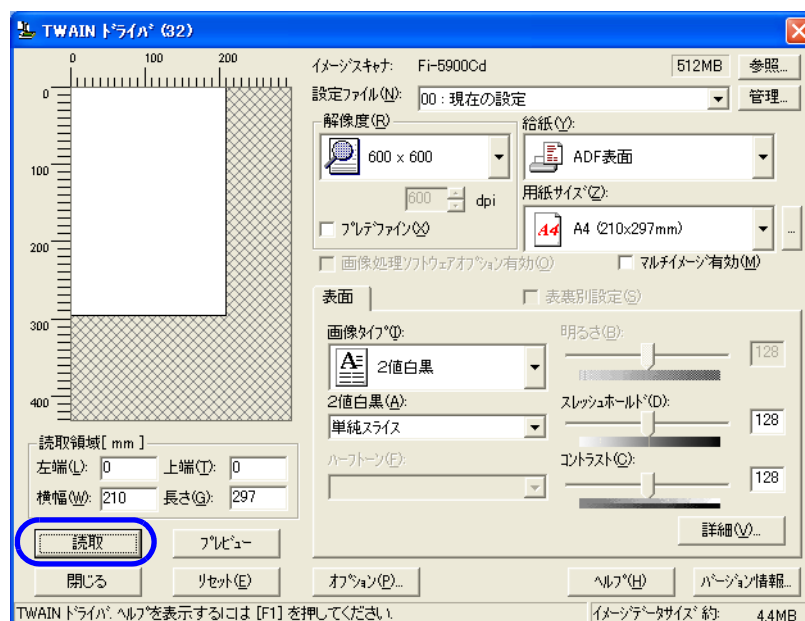 TWAIN ﾄﾞﾗｲﾊﾞ (32)
0 100 200
0
100
200
300
400
ｲﾒｰｼﾞｽｷｬﾅ: Fi-5900Cd 512MB 参照...
設定ﾌｧｲﾙ(N): 00 : 現在の設定 管理...
解像度(R)
600 × 600
600 dpi
ﾌﾟﾚﾃﾞﾌｧｲﾝ(X)
給紙(Y):
ADF表面
用紙ｻｲｽﾞ(Z):
A4 A4 (210x297mm) ...
画像処理ｿﾌﾄｳｪｱｵﾌﾟｼｮﾝ有効(O) ﾏﾙﾁｲﾒｰｼﾞ有効(M)
表面 表裏別設定(S)
画像ﾀｲﾌﾟ(I):
A 2値白黒
2値白黒(A):
単純ｽﾗｲｽ
ﾊｰﾌﾄｰﾝ(F):
明るさ(B):
128
ｽﾚｯｼｭﾎｰﾙﾄﾞ(D):
128
ｺﾝﾄﾗｽﾄ(C):
128
詳細(V)...
読取領域[ mm ]
左端(L): 0 上端(T): 0
横幅(W): 210 長さ(G): 297
読取 ﾌﾟﾚﾋﾞｭｰ
閉じる ﾘｾｯﾄ(E) ｵﾌﾟｼｮﾝ(P)... ﾍﾙﾌﾟ(H) ﾊﾞｰｼﾞｮﾝ情報...
TWAIN ﾄﾞﾗｲﾊﾞ. ﾍﾙﾌﾟを表示するには [F1] を押してください. ｲﾒｰｼﾞﾃﾞｰﾀｻｲｽﾞ 約: 4.4MB